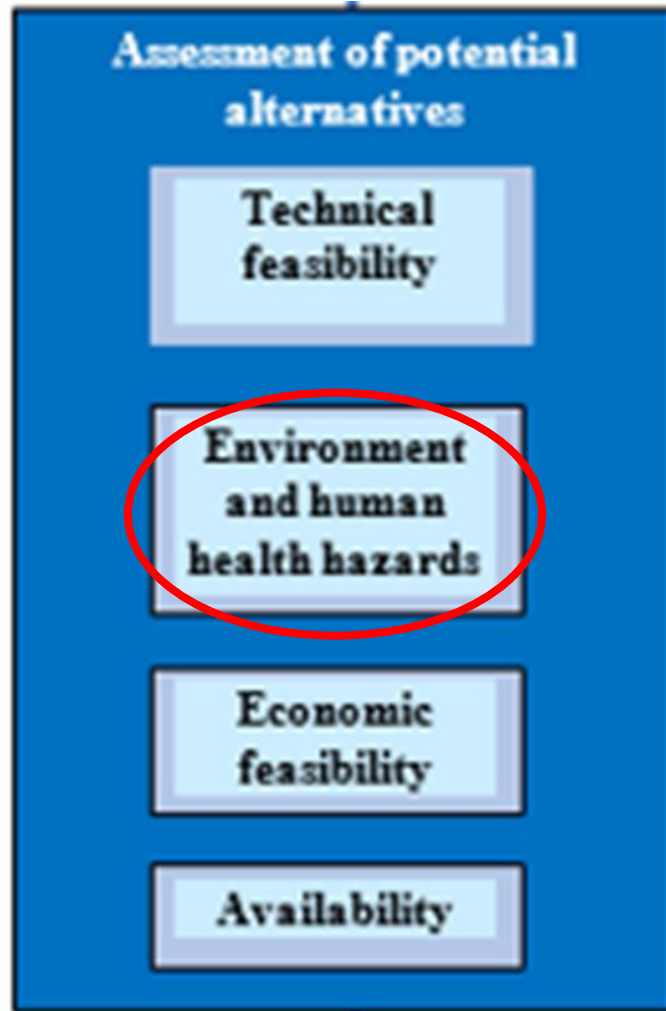 Assessment of potential
alternatives
Technical
feasibility
Environment
and human
health hazards
Economic
feasibility
Availability